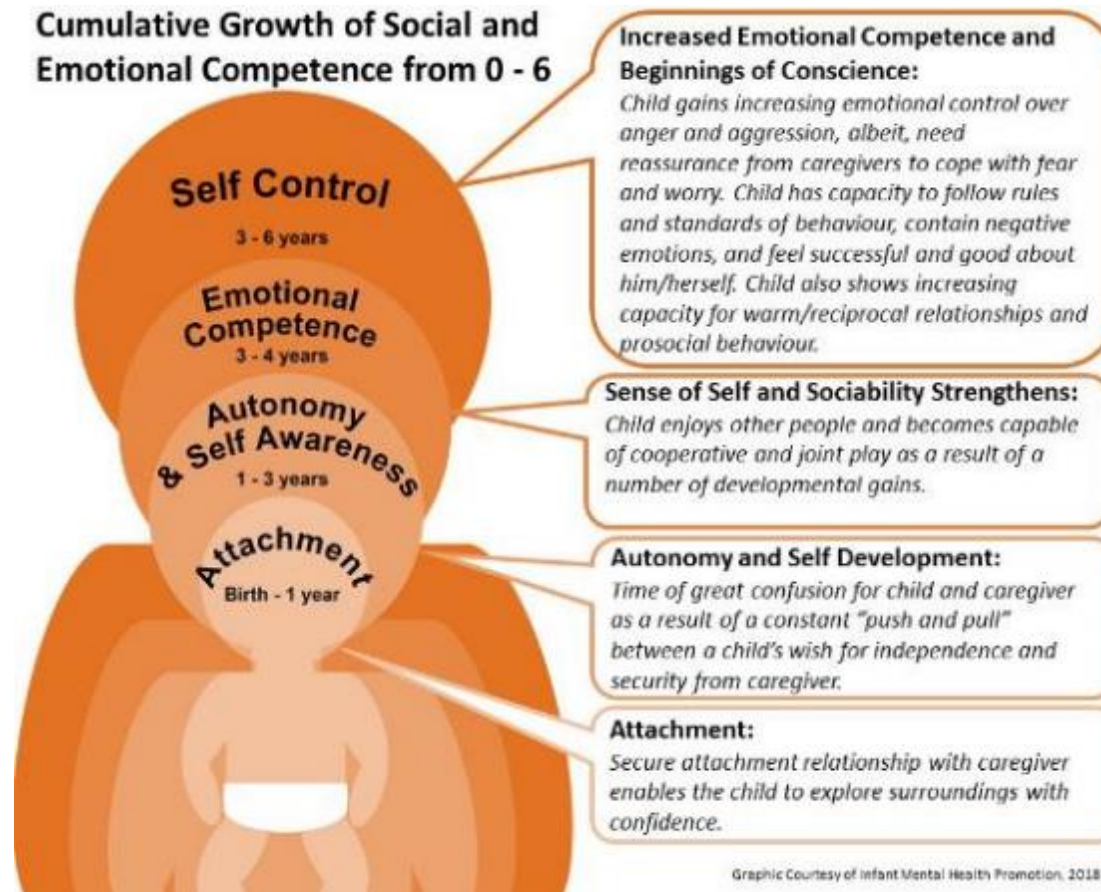 Cumulative Growth of Social and
Emotional Competence from 0 - 6
Self Control
3 - 6 years
Emotional
Competence
3 - 4 years
Autonomy
& Self Awareness
1 - 3 years
Attachment
Birth - 1 year
Increased Emotional Competence and
Beginnings of Conscience:
Child gains increasing emotional control over
anger and aggression, albeit, need
reassurance from caregivers to cope with fear
and worry. Child has capacity to follow rules
and standards of behaviour, contain negative
emotions, and feel successful and good about
him/herself. Child also shows increasing
capacity for warm/reciprocal relationships and
prosocial behaviour.
Sense of Self and Sociability Strengthens:
Child enjoys other people and becomes capable
of cooperative and joint play as a result of a
number of developmental gains.
Autonomy and Self Development:
Time of great confusion for child and caregiver
as a result of a constant "push and pull"
between a child's wish for independence and
security from caregiver.
Attachment:
Secure attachment relationship with caregiver
enables the child to explore surroundings with
confidence.
Graphic Courtesy of Infant Mental Health Promotion, 2018